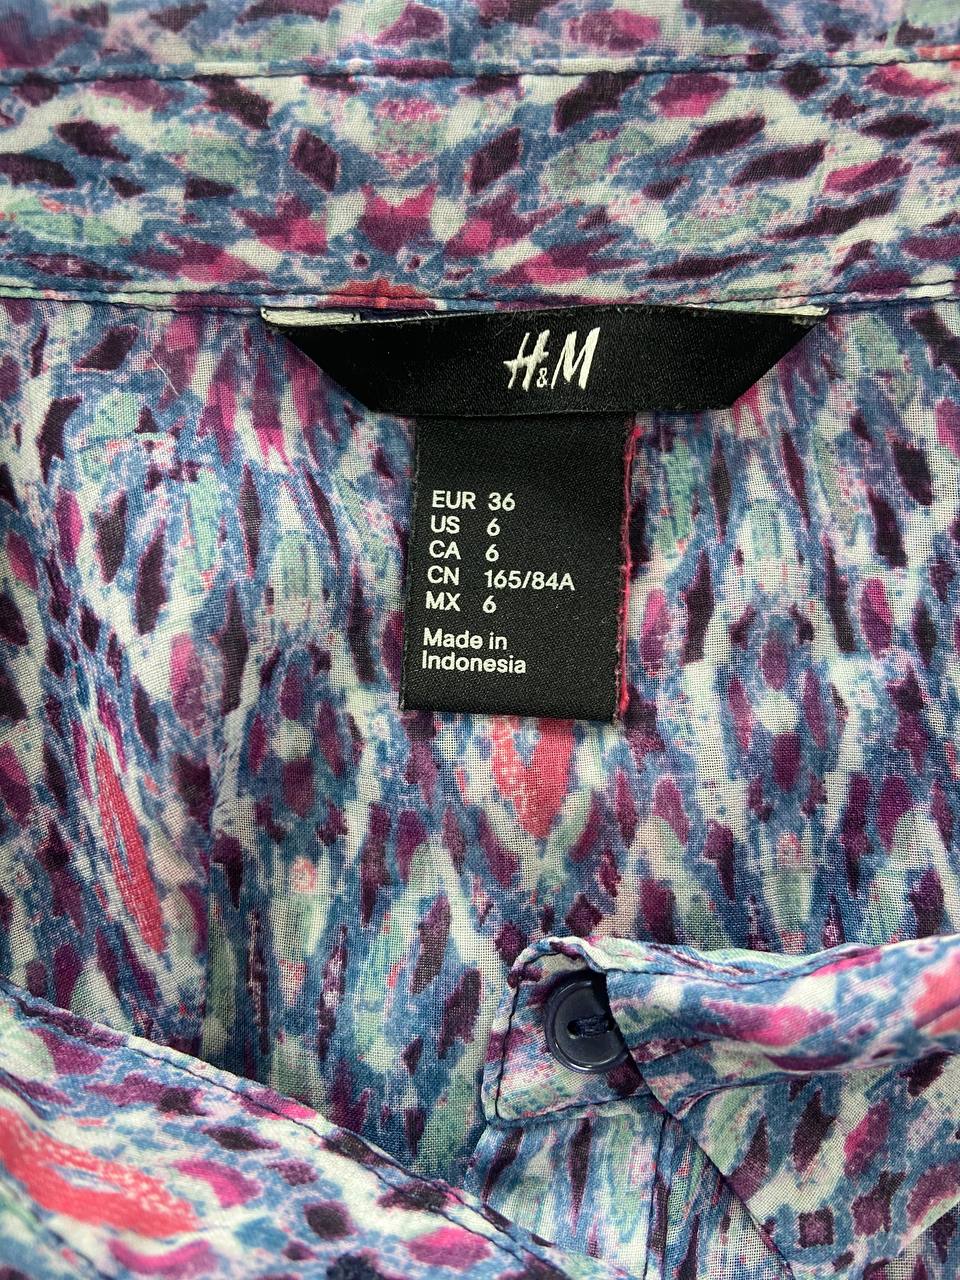 H&M
EUR 36
US 6
CA 6
CN 165/84A
MX 6
Made in
Indonesia